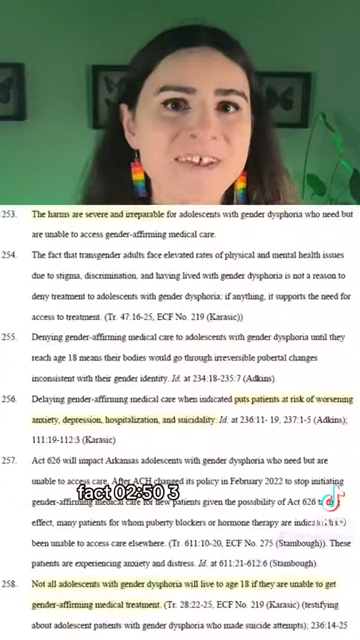 253. The harms are severe and irreparable for adolescents with gender dysphoria who need but
are unable to access gender-affirming medical care.
254. The fact that transgender adults face elevated rates of physical and mental health issues
due to stigma, discrimination, and having lived with gender dysphoria is not a reason to
deny treatment to adolescents with gender dysphoria; if anything, it supports the need for
access to treatment. (Tr. 47:16-25, ECF No. 219 (Karasic))
255. Denying gender-affirming medical care to adolescents with gender dysphoria until they
reach age 18 means their bodies would go through irreversible pubertal changes
inconsistent with their gender identity. Id. at 234:18-235:7 (Adkins).
256. Delaying gender-affirming medical care when indicated puts patients at risk of worsening
anxiety, depression, hospitalization, and suicidality. Id. at 236:11- 19, 237:1-5 (Adkins);
111:19-112:3 (Karasic)
257. Act 626 will impact Arkansas adolescents with gender dysphoria who need but are
unable to access care. After ACH changed its policy in February 2022 to stop initiating
fact 02:50 3
gender-affirming medical care for new patients given the possibility of Act 626
effect, many patients for whom puberty blockers or hormone therapy are
been unable to access care elsewhere. (Tr. 611:10-20, ECF No. 275 (Stambough)). These
patients are experiencing anxiety and distress. Id. at 611:21-612:6 (Stambough).
258. Not all adolescents with gender dysphoria will live to age 18 if they are unable to get
gender-affirming medical treatment. (Tr. 28:22-25, ECF No. 219 (Karasic) (testifying
about adolescent patients with gender dysphoria who made suicide attempts); 236:14-25